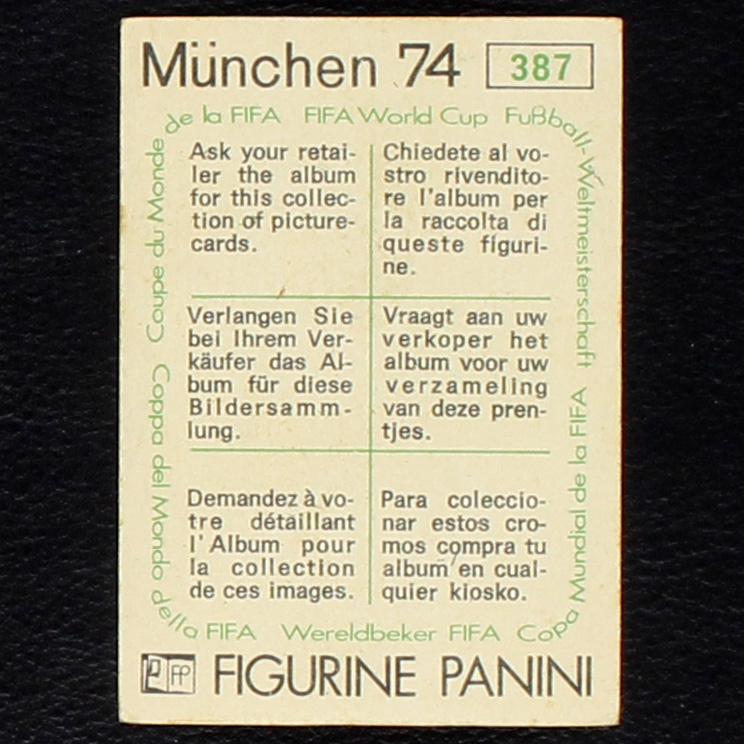 München 74 387
de la FIFA FIFA World Cup Fußball-Weltmeisterschaft
Ask your retai-
ler the album
for this collec-
tion of picture-
cards.
Chiedete al vo-
stro rivendito-
re l'album per
la raccolta di
queste figuri-
ne.
Verlangen Sie
bei Ihrem Ver-
käufer das Al-
bum für diese
Bildersamm-
lung.
Vraagt aan uw
verkoper het
album voor uw
verzameling
van deze pren-
tjes.
Demandez à vo-
tre détaillant
l'Album pour
la collection
de ces images.
Para coleccio-
nar estos cro-
mos compra tu
album en cual-
quier kiosko.
Copa Mundial de la FIFA
Wereldbeker FIFA
Coppa del Mondo della FIFA
Coupe du Monde
FP FIGURINE PANINI